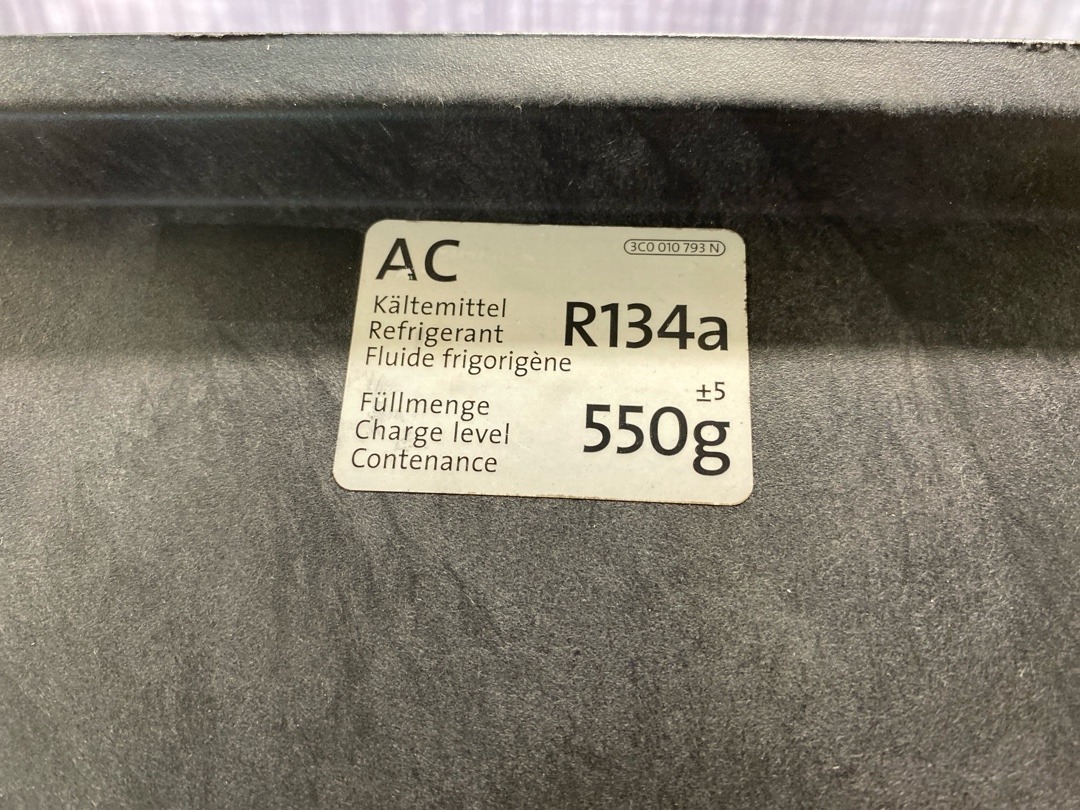 AC
3C0 010 793 N
Kältemittel
Refrigerant
Fluide frigorigène
R134a
Füllmenge
Charge level
Contenance
±5
550g